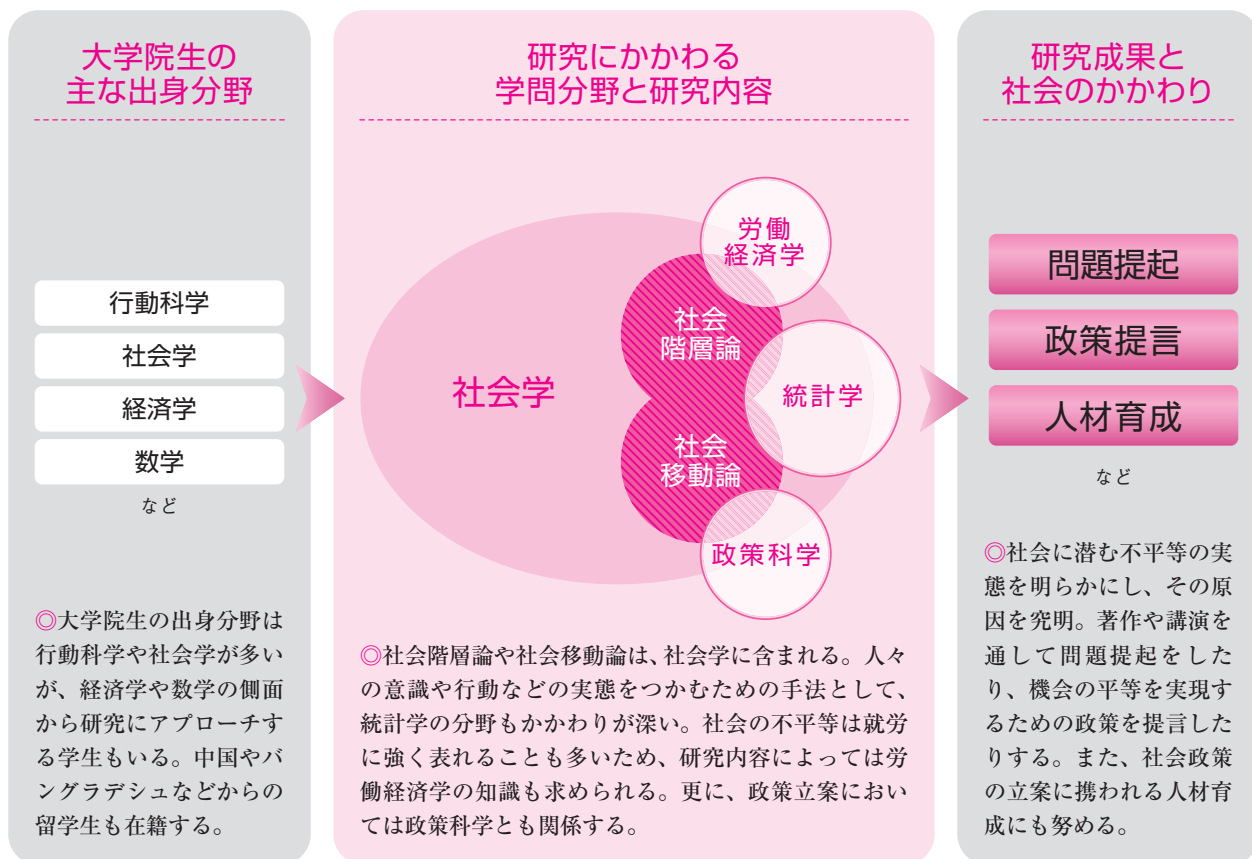 大学院生の
主な出身分野
行動科学
社会学
経済学
数学
など
◎大学院生の出身分野は
行動科学や社会学が多い
が、経済学や数学の側面
から研究にアプローチす
る学生もいる。中国やバ
ングラデシュなどからの
留学生も在籍する。
研究にかかわる
学問分野と研究内容
社会学
労働
経済学
社会
階層論
統計学
社会
移動論
政策科学
◎社会階層論や社会移動論は、社会学に含まれる。人々
の意識や行動などの実態をつかむための手法として、
統計学の分野もかかわりが深い。社会の不平等は就労
に強く表れることも多いため、研究内容によっては労
働経済学の知識も求められる。更に、政策立案におい
ては政策科学とも関係する。
研究成果と
社会のかかわり
問題提起
政策提言
人材育成
など
◎社会に潜む不平等の実
態を明らかにし、その原
因を究明。著作や講演を
通して問題提起をした
り、機会の平等を実現す
るための政策を提言した
りする。また、社会政策
の立案に携われる人材育
成にも努める。